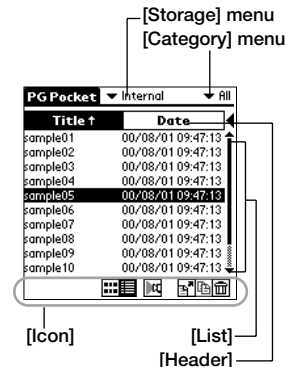 [Storage] menu
[Category] menu
PG Pocket ▼ Internal ▼ All
Title ↑ Date
sample01 00/08/01 09:47:13
sample02 00/08/01 09:47:13
sample03 00/08/01 09:47:13
sample04 00/08/01 09:47:13
sample05 00/08/01 09:47:13
sample06 00/08/01 09:47:13
sample07 00/08/01 09:47:13
sample08 00/08/01 09:47:13
sample09 00/08/01 09:47:13
sample10 00/08/01 09:47:13
[Icon] [List]
[Header]